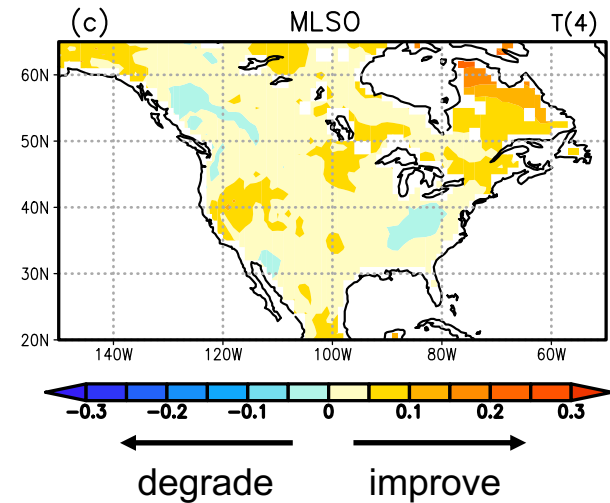 (c) MLSO T(4)
60N
50N
40N
30N
20N
140W 120W 100W 80W 60W
-0.3 -0.2 -0.1 0 0.1 0.2 0.3
degrade improve